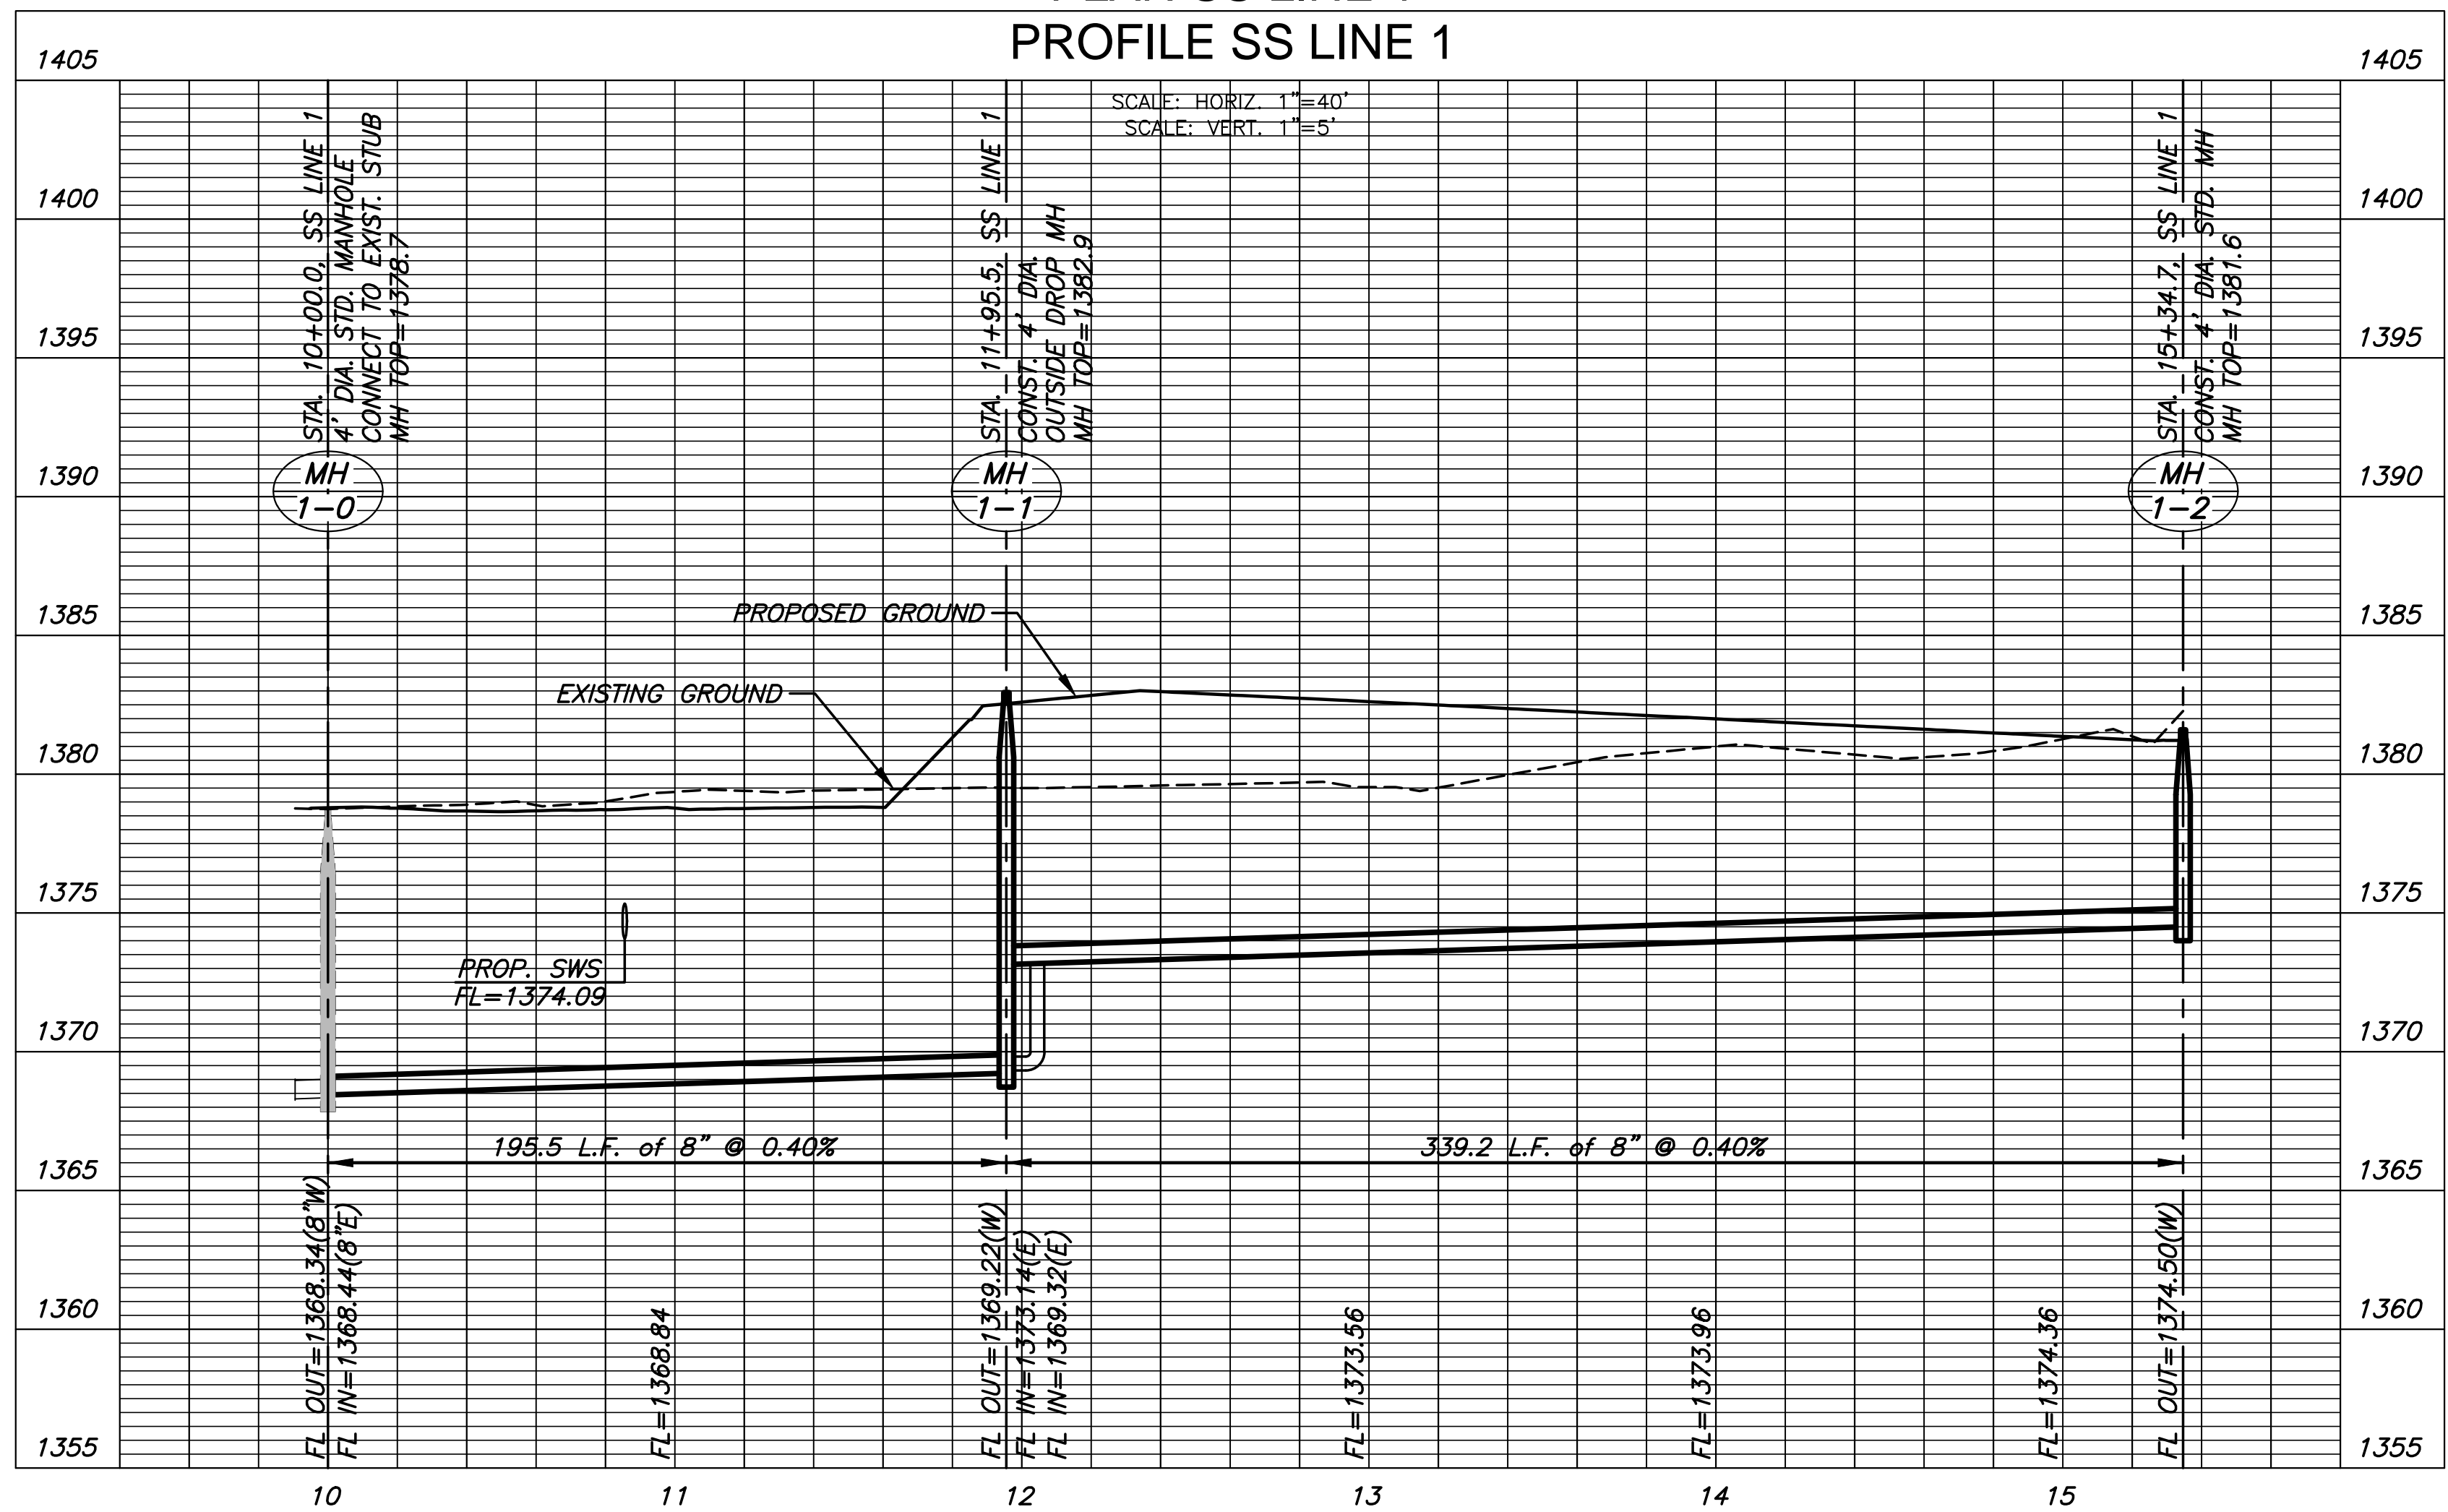 PROFILE SS LINE 1
SCALE: HORIZ. 1"=40'
SCALE: VERT. 1"=5'
1405
1405
1400
1400
1395
1395
1390
1390
1385
1385
1380
1380
1375
1375
1370
1370
1365
1365
1360
1360
1355
1355
STA. 10+00.0, SS LINE 1
4' DIA. STD. MANHOLE
CONNECT TO EXIST. STUB
MH TOP=1378.7
STA. 11+95.5, SS LINE 1
CONST. 4' DIA.
OUTSIDE DROP MH
MH TOP=1382.9
STA. 15+34.7, SS LINE 1
CONST. 4' DIA. STD. MH
MH TOP=1381.6
MH
1-0
MH
1-1
MH
1-2
PROPOSED GROUND
EXISTING GROUND
PROP. SWS
FL=1374.09
195.5 L.F. of 8" @ 0.40%
339.2 L.F. of 8" @ 0.40%
FL OUT=1368.34(8"W)
FL IN=1368.44(8"E)
FL=1368.84
FL OUT=1369.22(W)
FL IN=1373.14(E)
FL IN=1369.32(E)
FL=1373.56
FL=1373.96
FL=1374.36
FL OUT=1374.50(W)
10
11
12
13
14
15